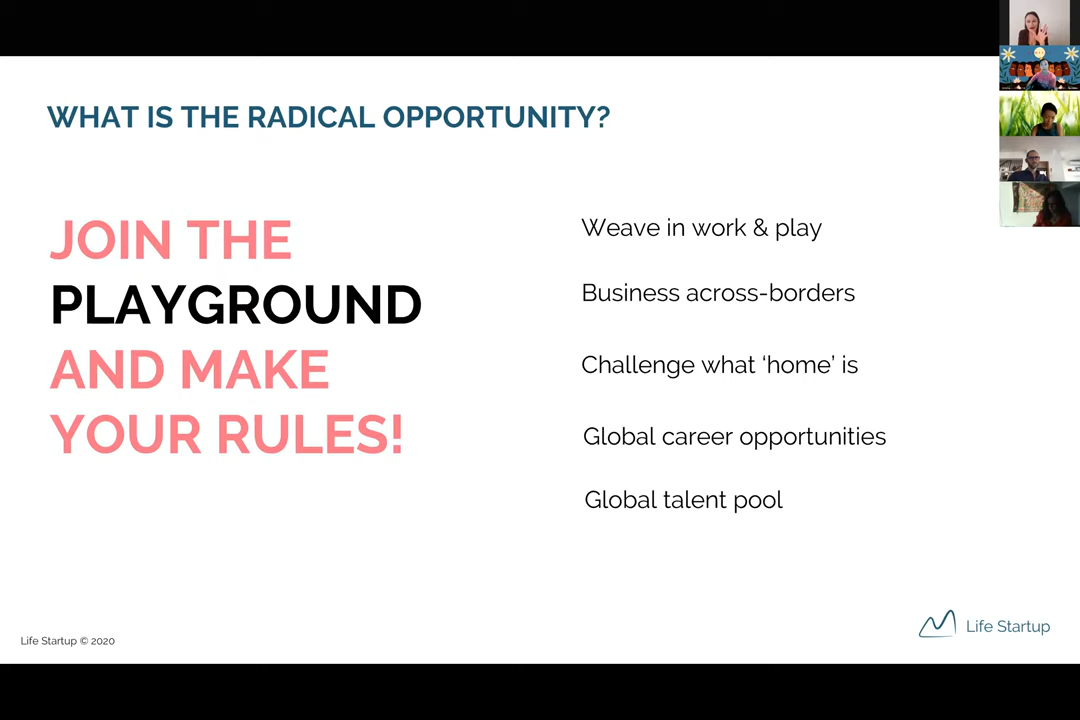 WHAT IS THE RADICAL OPPORTUNITY?
JOIN THE
PLAYGROUND
AND MAKE
YOUR RULES!
Weave in work & play
Business across-borders
Challenge what ‘home’ is
Global career opportunities
Global talent pool
Life Startup © 2020
Life Startup